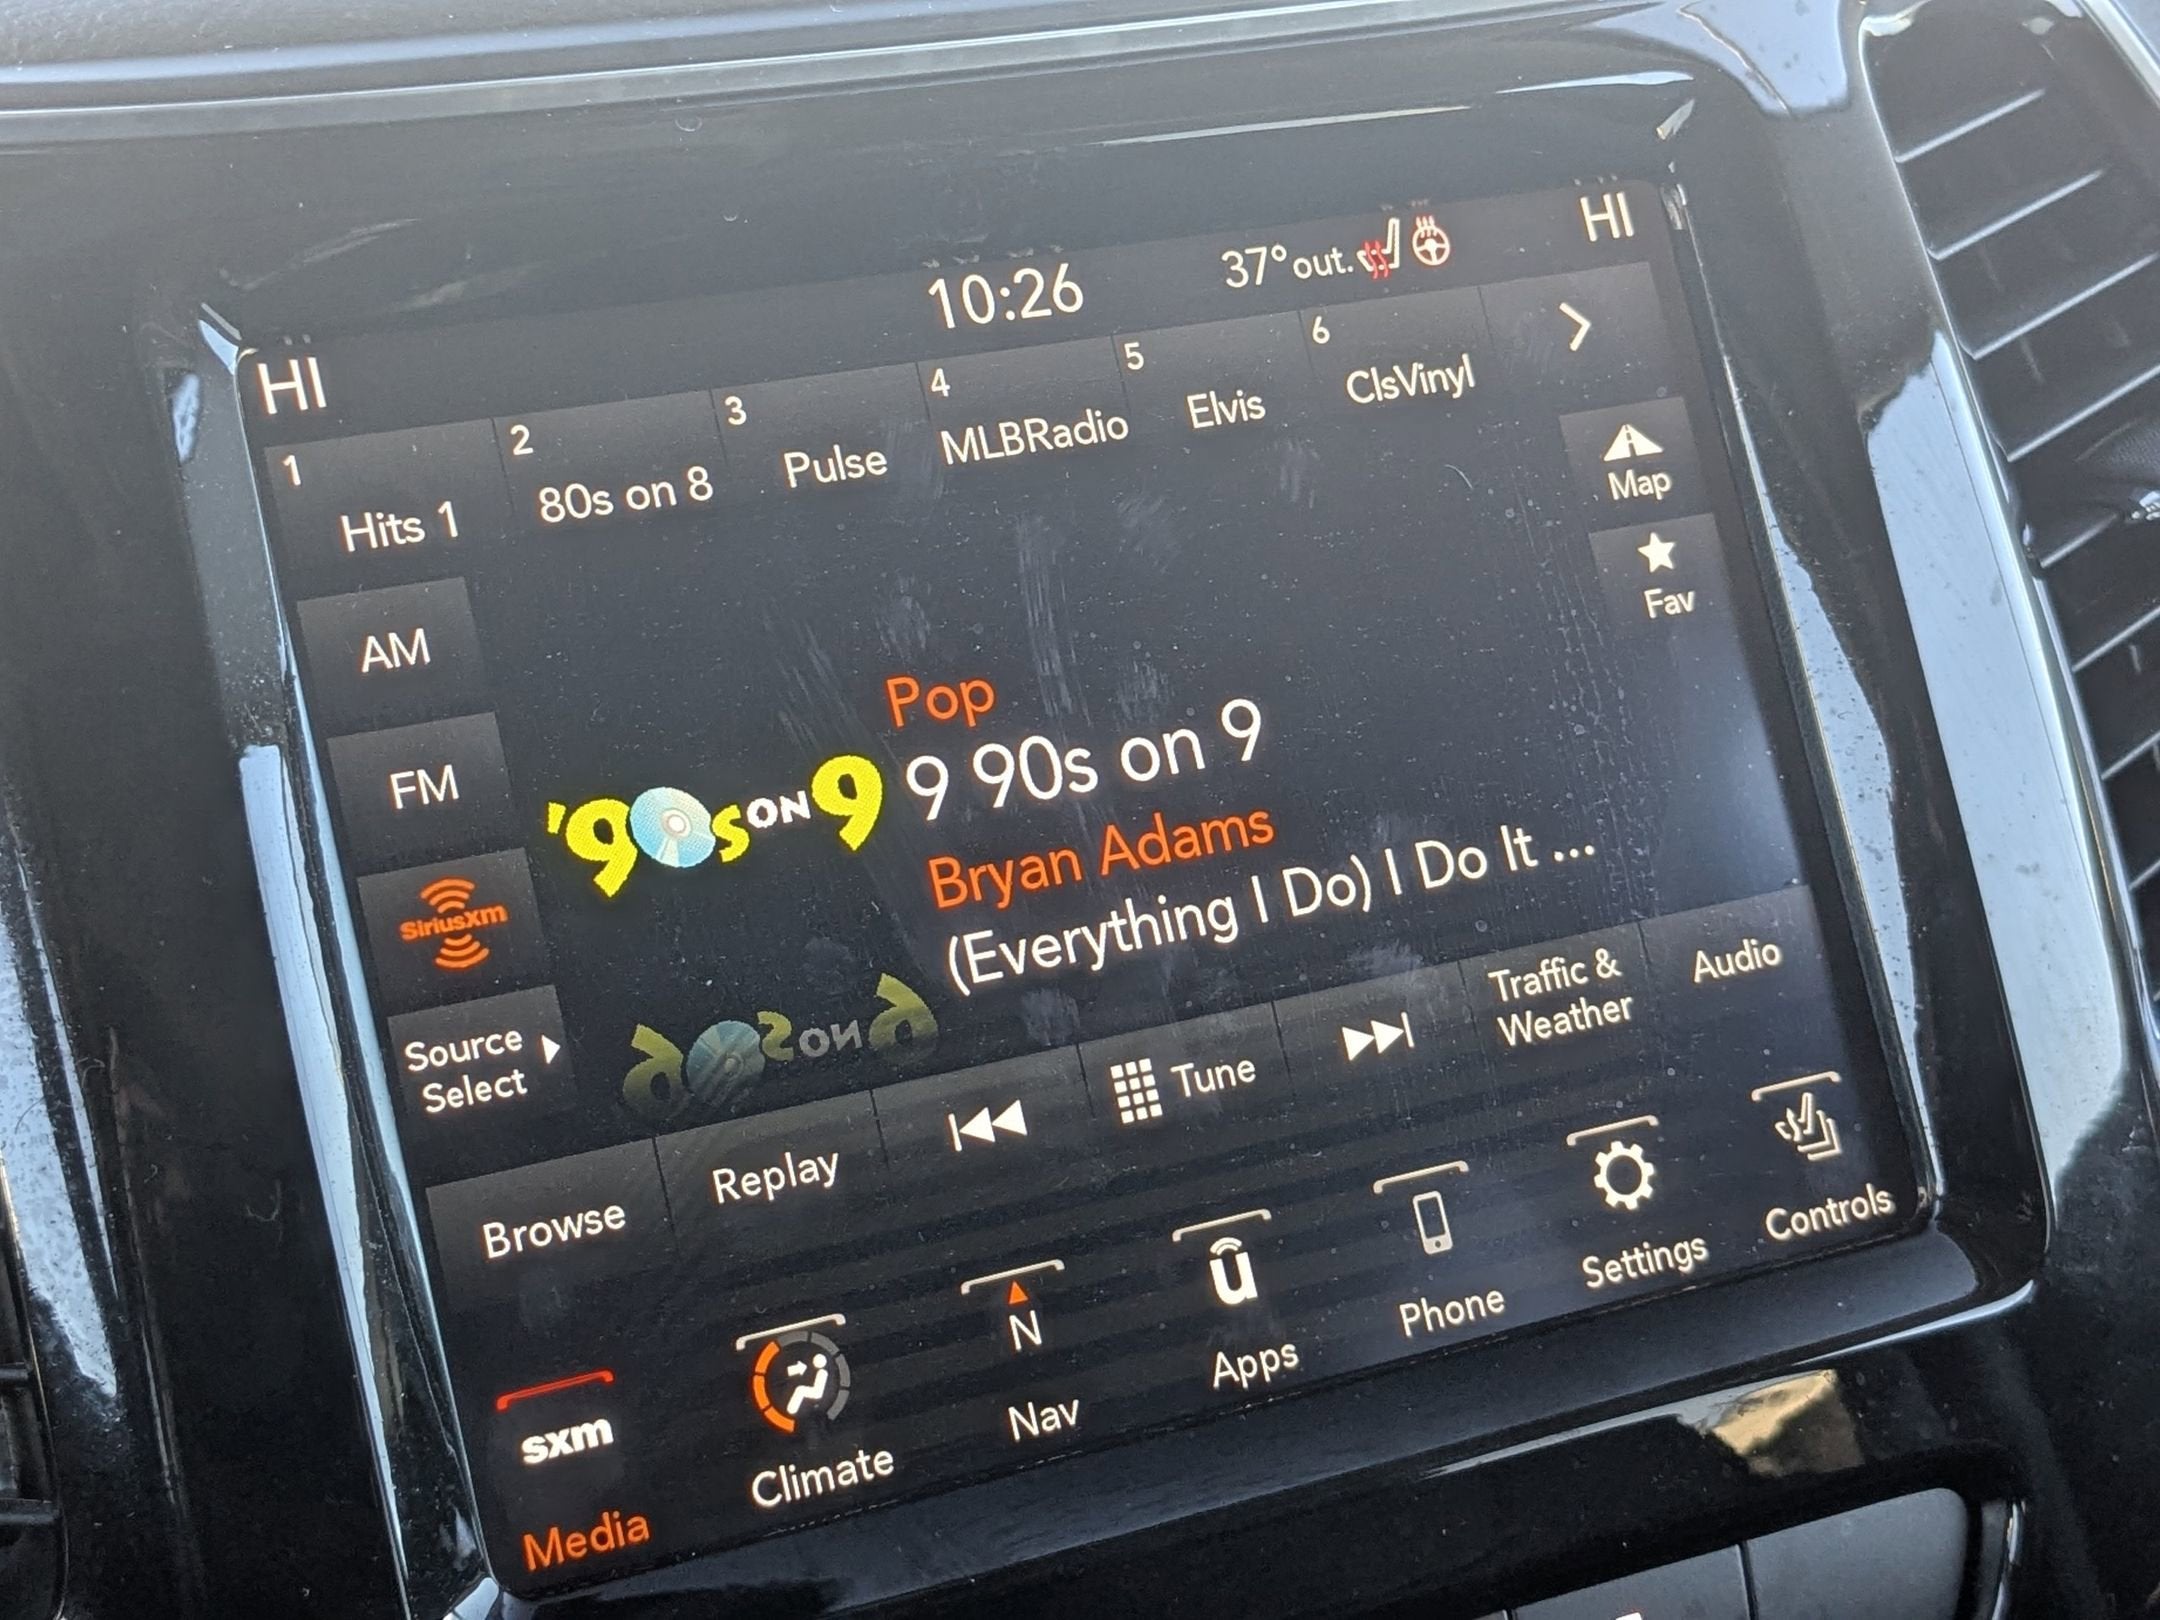 HI 10:26 37° out. HI
1 Hits 1
2 80s on 8
3 Pulse
4 MLBRadio
5 Elvis
6 ClsVinyl
Map
Fav
AM
FM
SiriusXm
Source
Select
'90s ON 9
Pop
9 90s on 9
Bryan Adams
(Everything I Do) I Do It ...
Browse
Replay
Tune
Traffic &
Weather
Audio
sxm
Media
Climate
N
Nav
u
Apps
Phone
Settings
Controls